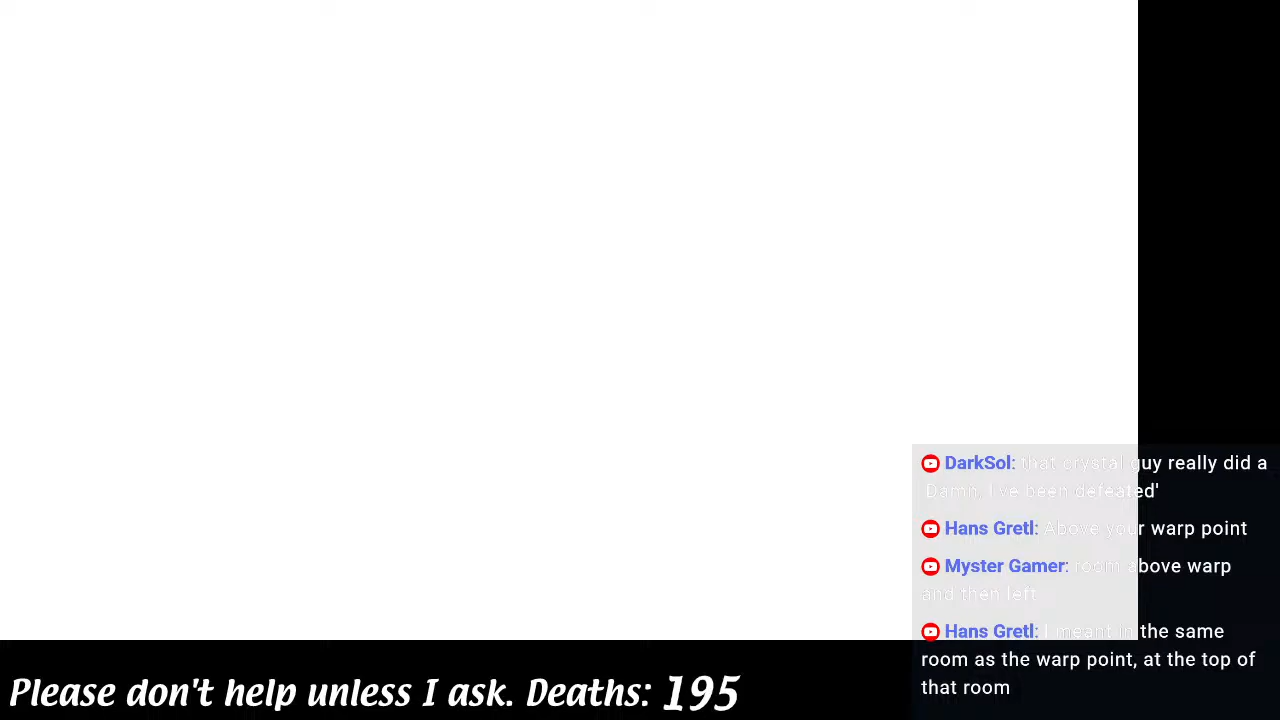 DarkSol: that crystal guy really did a
'Damn, I've been defeated'
Hans Gretl: Above your warp point
Myster Gamer: room above warp
and then left
Hans Gretl: I meant in the same
room as the warp point, at the top of
that room
Please don't help unless I ask. Deaths: 195